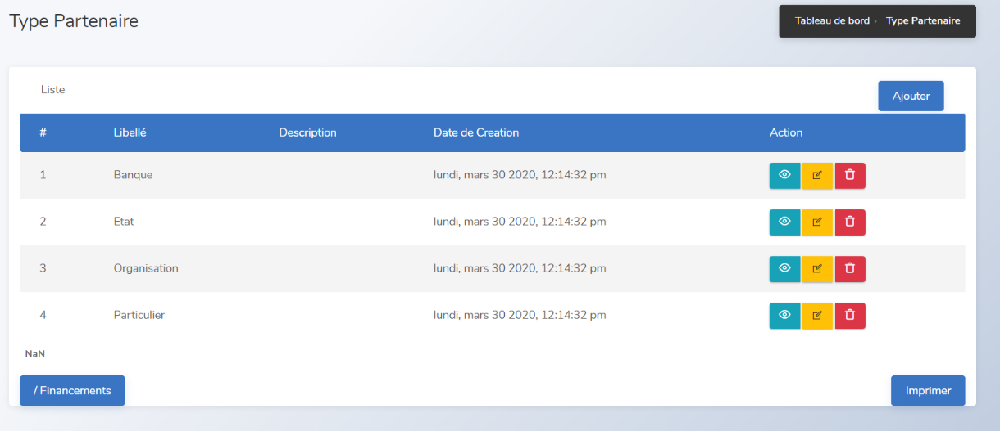 Type Partenaire
Tableau de bord › Type Partenaire
Liste
Ajouter
# Libellé Description Date de Creation Action
1 Banque lundi, mars 30 2020, 12:14:32 pm
2 Etat lundi, mars 30 2020, 12:14:32 pm
3 Organisation lundi, mars 30 2020, 12:14:32 pm
4 Particulier lundi, mars 30 2020, 12:14:32 pm
NaN
/ Financements Imprimer